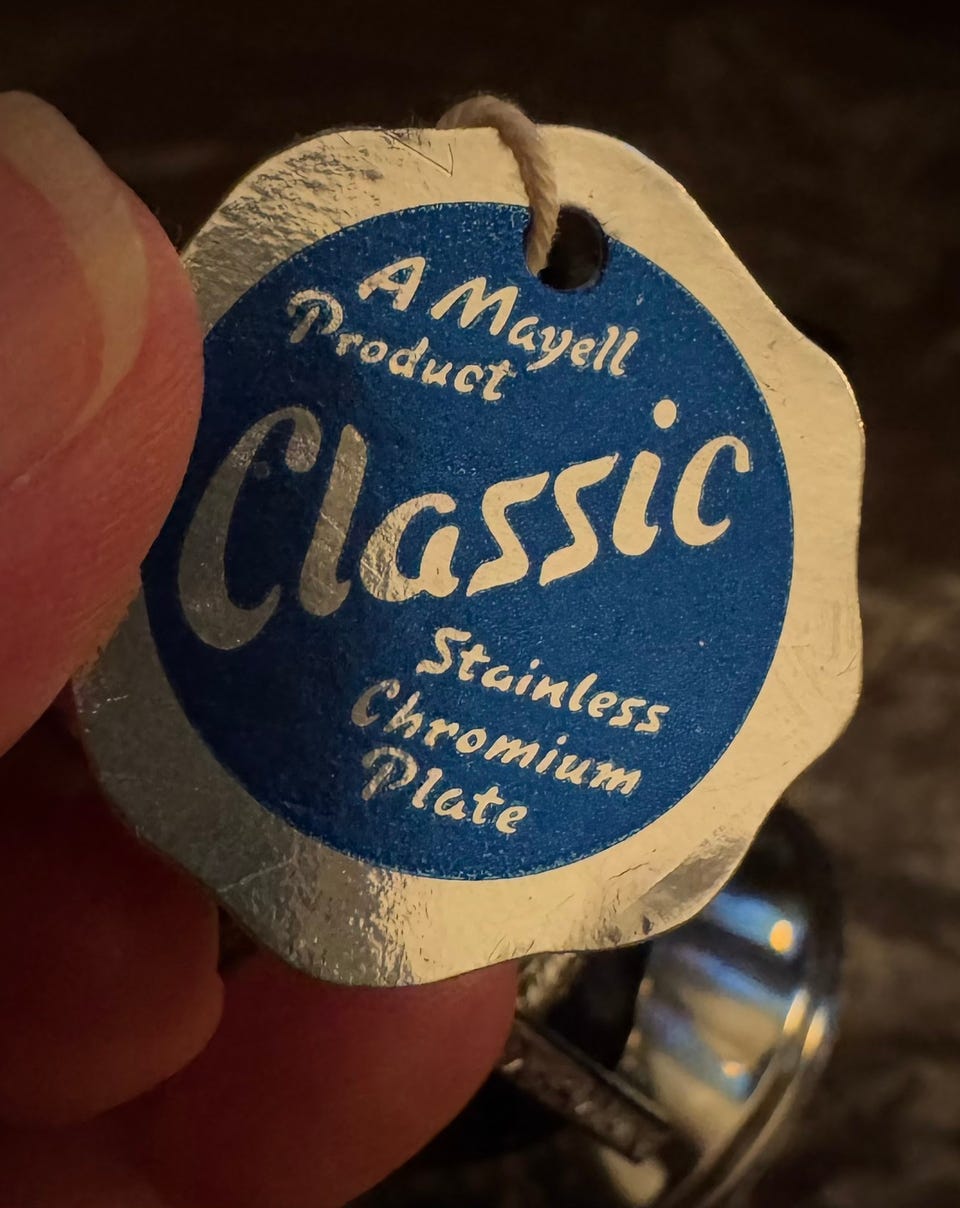 A Mayell
Product
Classic
Stainless
Chromium
Plate